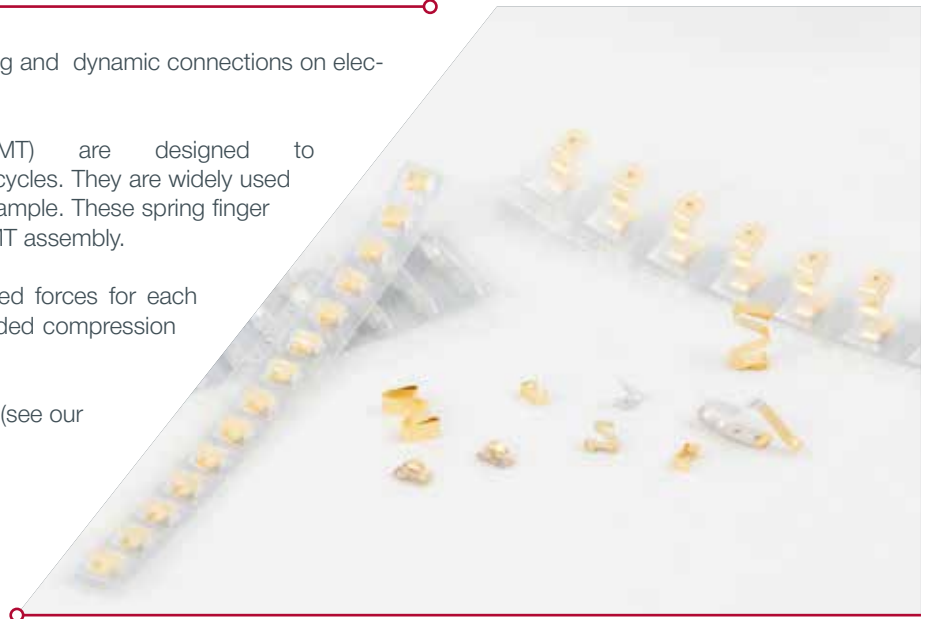 g and dynamic connections on elec-
MT) are designed to
cycles. They are widely used
ample. These spring finger
MT assembly.
ed forces for each
ded compression
(see our